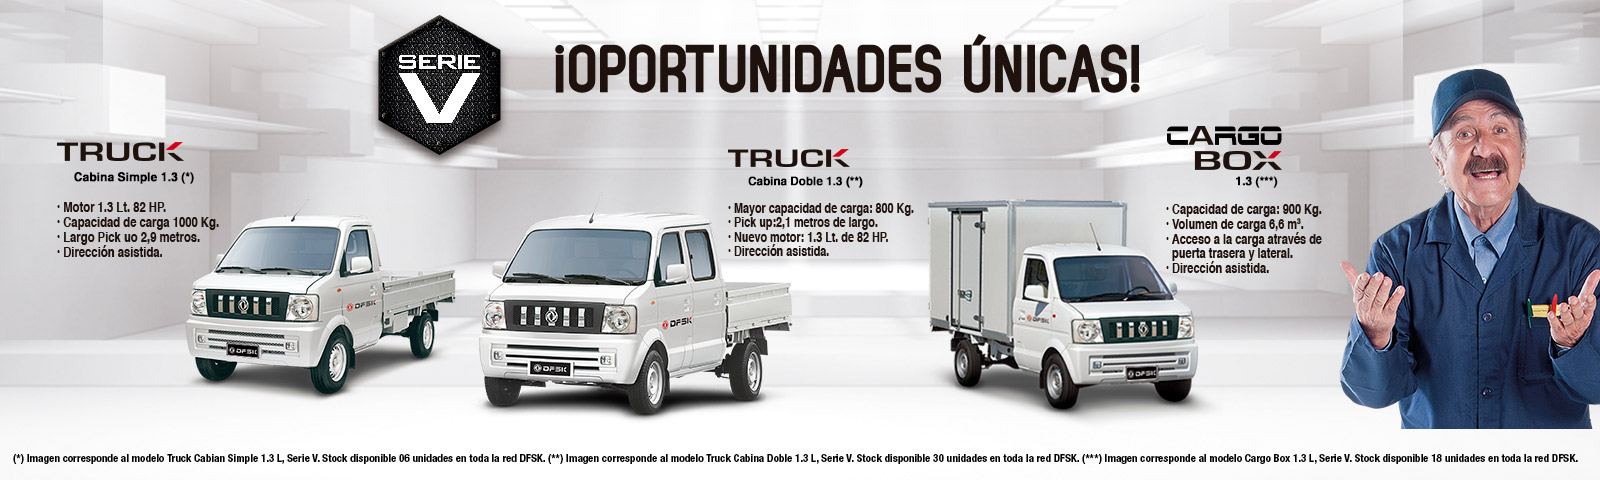 SERIE
V
¡OPORTUNIDADES ÚNICAS!
TRUCK
Cabina Simple 1.3 (*)
· Motor 1.3 Lt. 82 HP.
· Capacidad de carga 1000 Kg.
· Largo Pick uo 2,9 metros.
· Dirección asistida.
DFSK
DFSK
TRUCK
Cabina Doble 1.3 (**)
· Mayor capacidad de carga: 800 Kg.
· Pick up:2,1 metros de largo.
· Nuevo motor: 1.3 Lt. de 82 HP.
· Dirección asistida.
DFSK
DFSK
CARGO
BOX
1.3 (***)
· Capacidad de carga: 900 Kg.
· Volumen de carga 6,6 m³.
· Acceso a la carga através de
puerta trasera y lateral.
· Dirección asistida.
DFSK
DFSK
(*) Imagen corresponde al modelo Truck Cabian Simple 1.3 L, Serie V. Stock disponible 06 unidades en toda la red DFSK. (**) Imagen corresponde al modelo Truck Cabina Doble 1.3 L, Serie V. Stock disponible 30 unidades en toda la red DFSK. (***) Imagen corresponde al modelo Cargo Box 1.3 L, Serie V. Stock disponible 18 unidades en toda la red DFSK.